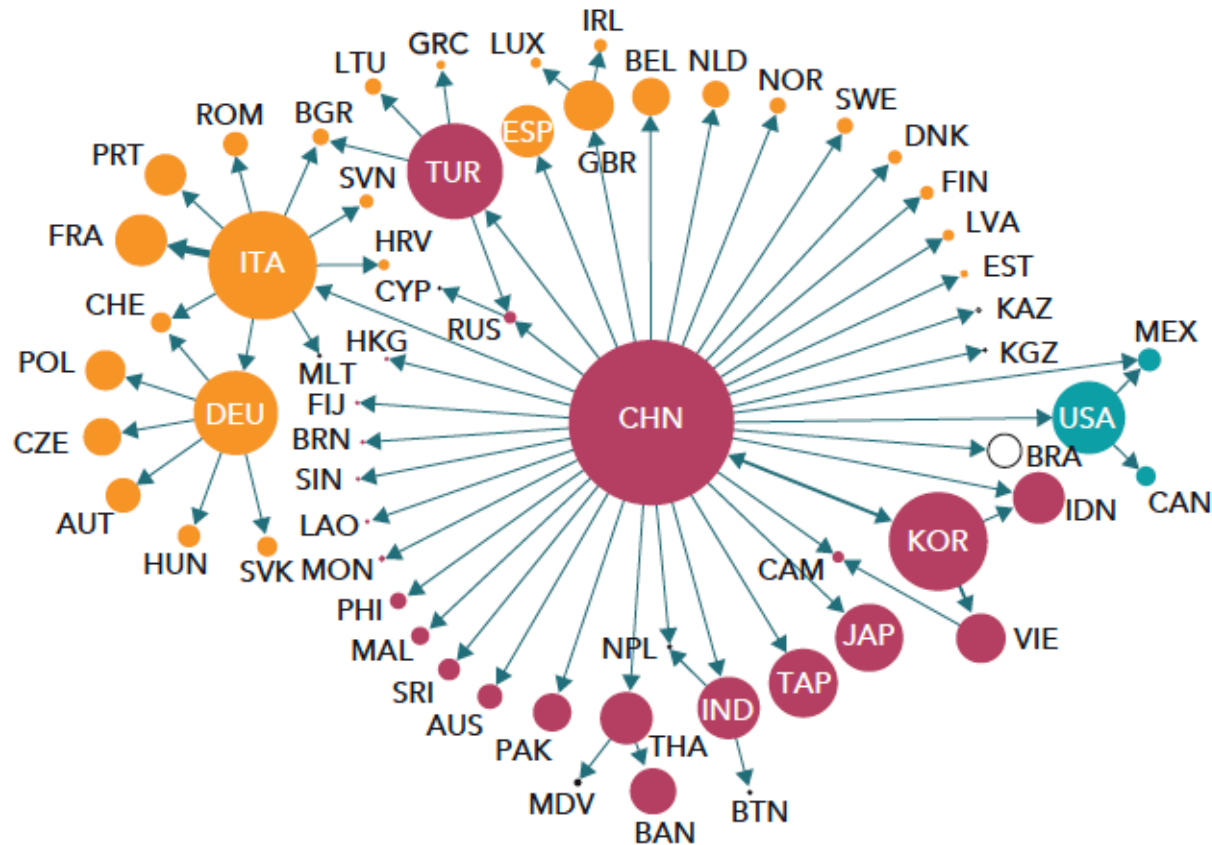 IRL
GRC
LUX
BEL
NLD
LTU
NOR
SWE
ROM
BGR
ESP
DNK
PRT
TUR
GBR
SVN
FIN
FRA
LVA
ITA
HRV
EST
CYP
CHE
RUS
KAZ
HKG
MEX
KGZ
POL
MLT
FIJ
DEU
CHN
USA
CZE
BRN
BRA
SIN
CAN
IDN
AUT
LAO
KOR
HUN
SVK
MON
CAM
PHI
JAP
VIE
MAL
NPL
TAP
SRI
IND
AUS
PAK
THA
MDV
BTN
BAN